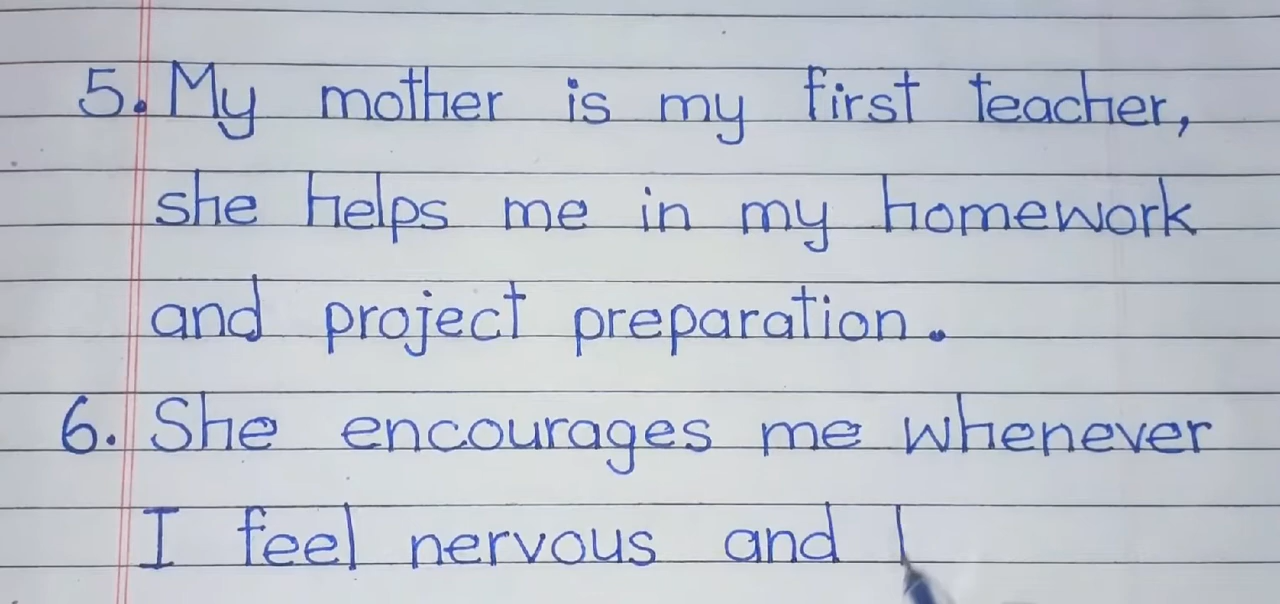 5. My mother is my first teacher,
she helps me in my homework
and project preparation.
6. She encourages me whenever
I feel nervous and